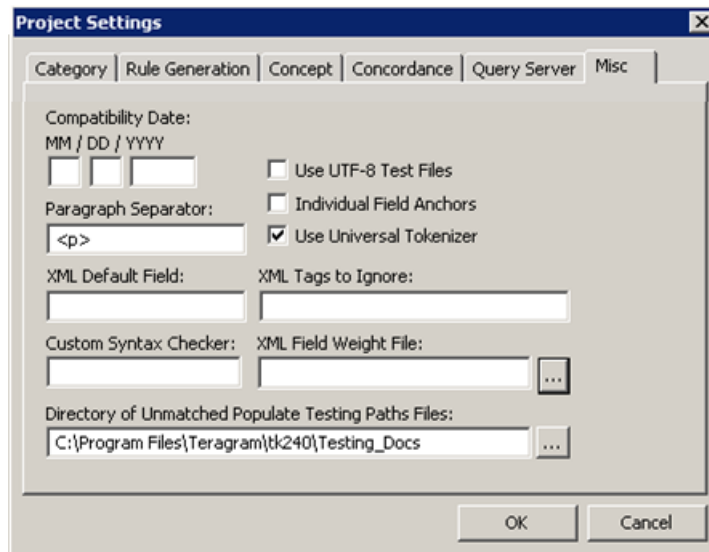 Project Settings
Category Rule Generation Concept Concordance Query Server Misc
Compatibility Date:
MM / DD / YYYY
Use UTF-8 Test Files
Individual Field Anchors
Paragraph Separator:
<p>
Use Universal Tokenizer
XML Default Field: XML Tags to Ignore:
Custom Syntax Checker: XML Field Weight File:
...
Directory of Unmatched Populate Testing Paths Files:
C:\Program Files\Teragram\tk240\Testing_Docs ...
OK Cancel